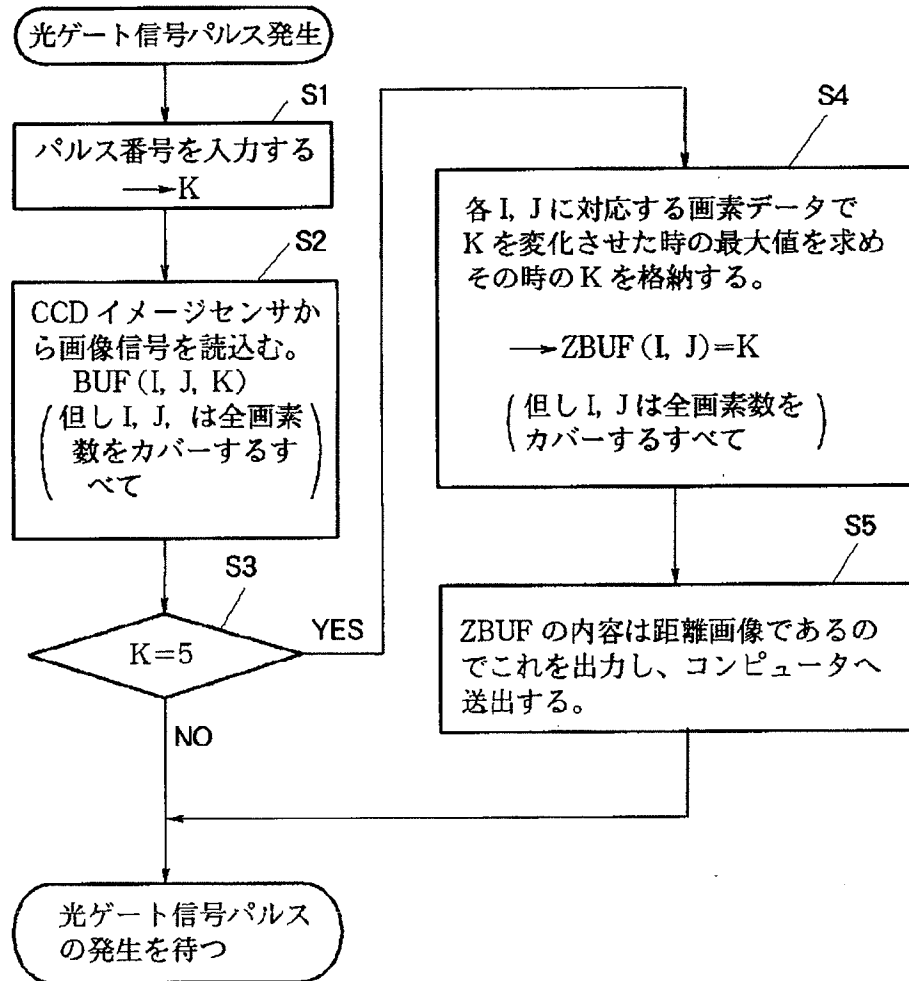 光ゲート信号パルス発生
S1
パルス番号を入力する
→K
S2
CCDイメージセンサか
ら画像信号を読込む。
BUF(I, J, K)
(但しI, J, は全画素
数をカバーするす
べて)
S3
K=5
YES
NO
S4
各I, Jに対応する画素データで
Kを変化させた時の最大値を求め
その時のKを格納する。
→ZBUF(I, J)=K
(但しI, Jは全画素数を
カバーするすべて)
S5
ZBUFの内容は距離画像であるの
でこれを出力し、コンピュータへ
送出する。
光ゲート信号パルス
の発生を待つ